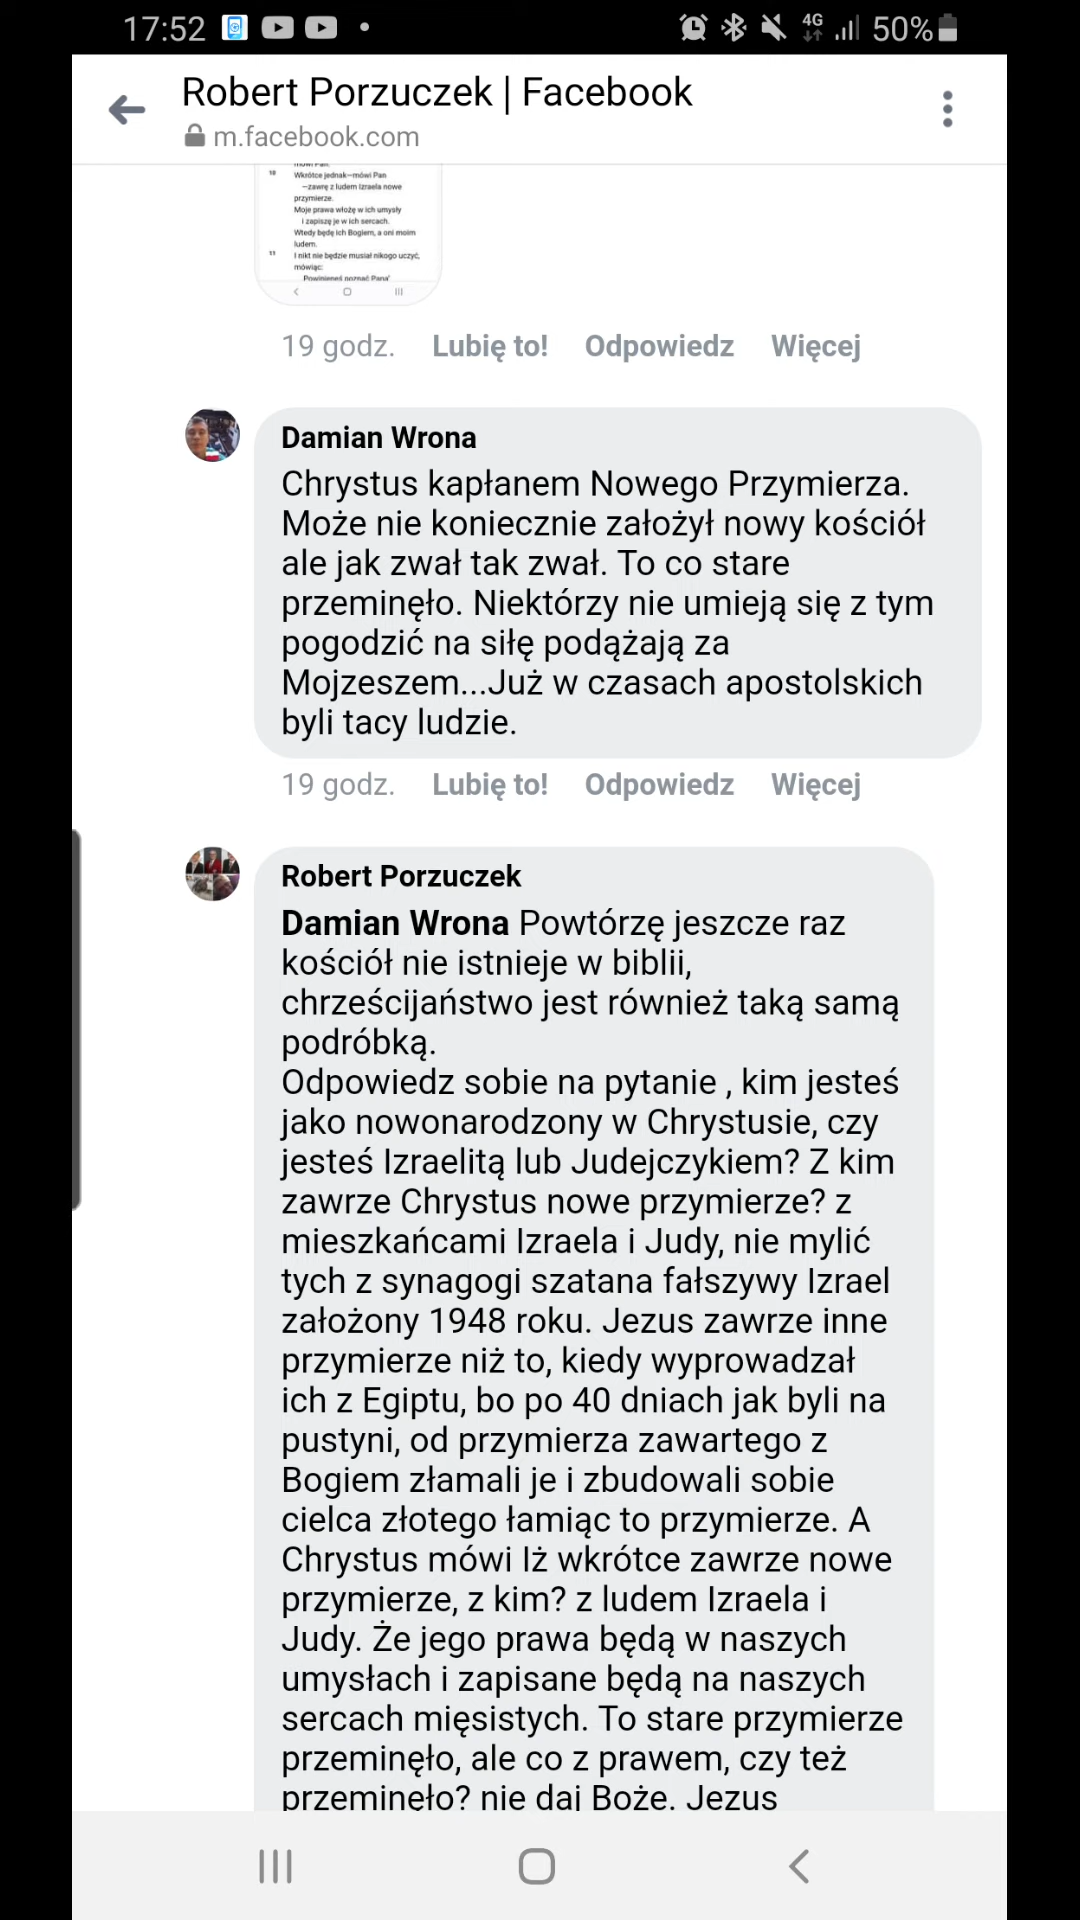 17:52
4G
50%
Robert Porzuczek | Facebook
m.facebook.com
mówi Pan.
10 Wkrótce jednak—mówi Pan
—zawrę z ludem Izraela nowe
przymierze.
Moje prawa włożę w ich umysły
i zapiszę je w ich sercach.
Wtedy będę ich Bogiem, a oni moim
ludem.
11 I nikt nie będzie musiał nikogo uczyć,
mówiąc:
Powinieneś poznać Pana'
19 godz. Lubię to! Odpowiedz Więcej
Damian Wrona
Chrystus kapłanem Nowego Przymierza.
Może nie koniecznie założył nowy kościół
ale jak zwał tak zwał. To co stare
przeminęło. Niektórzy nie umieją się z tym
pogodzić na siłę podążają za
Mojzeszem...Już w czasach apostolskich
byli tacy ludzie.
19 godz. Lubię to! Odpowiedz Więcej
Robert Porzuczek
Damian Wrona Powtórzę jeszcze raz
kościół nie istnieje w biblii,
chrześcijaństwo jest również taką samą
podróbką.
Odpowiedz sobie na pytanie , kim jesteś
jako nowonarodzony w Chrystusie, czy
jesteś Izraelitą lub Judejczykiem? Z kim
zawrze Chrystus nowe przymierze? z
mieszkańcami Izraela i Judy, nie mylić
tych z synagogi szatana fałszywy Izrael
założony 1948 roku. Jezus zawrze inne
przymierze niż to, kiedy wyprowadzał
ich z Egiptu, bo po 40 dniach jak byli na
pustyni, od przymierza zawartego z
Bogiem złamali je i zbudowali sobie
cielca złotego łamiąc to przymierze. A
Chrystus mówi Iż wkrótce zawrze nowe
przymierze, z kim? z ludem Izraela i
Judy. Że jego prawa będą w naszych
umysłach i zapisane będą na naszych
sercach mięsistych. To stare przymierze
przeminęło, ale co z prawem, czy też
przeminęło? nie daj Boże. Jezus